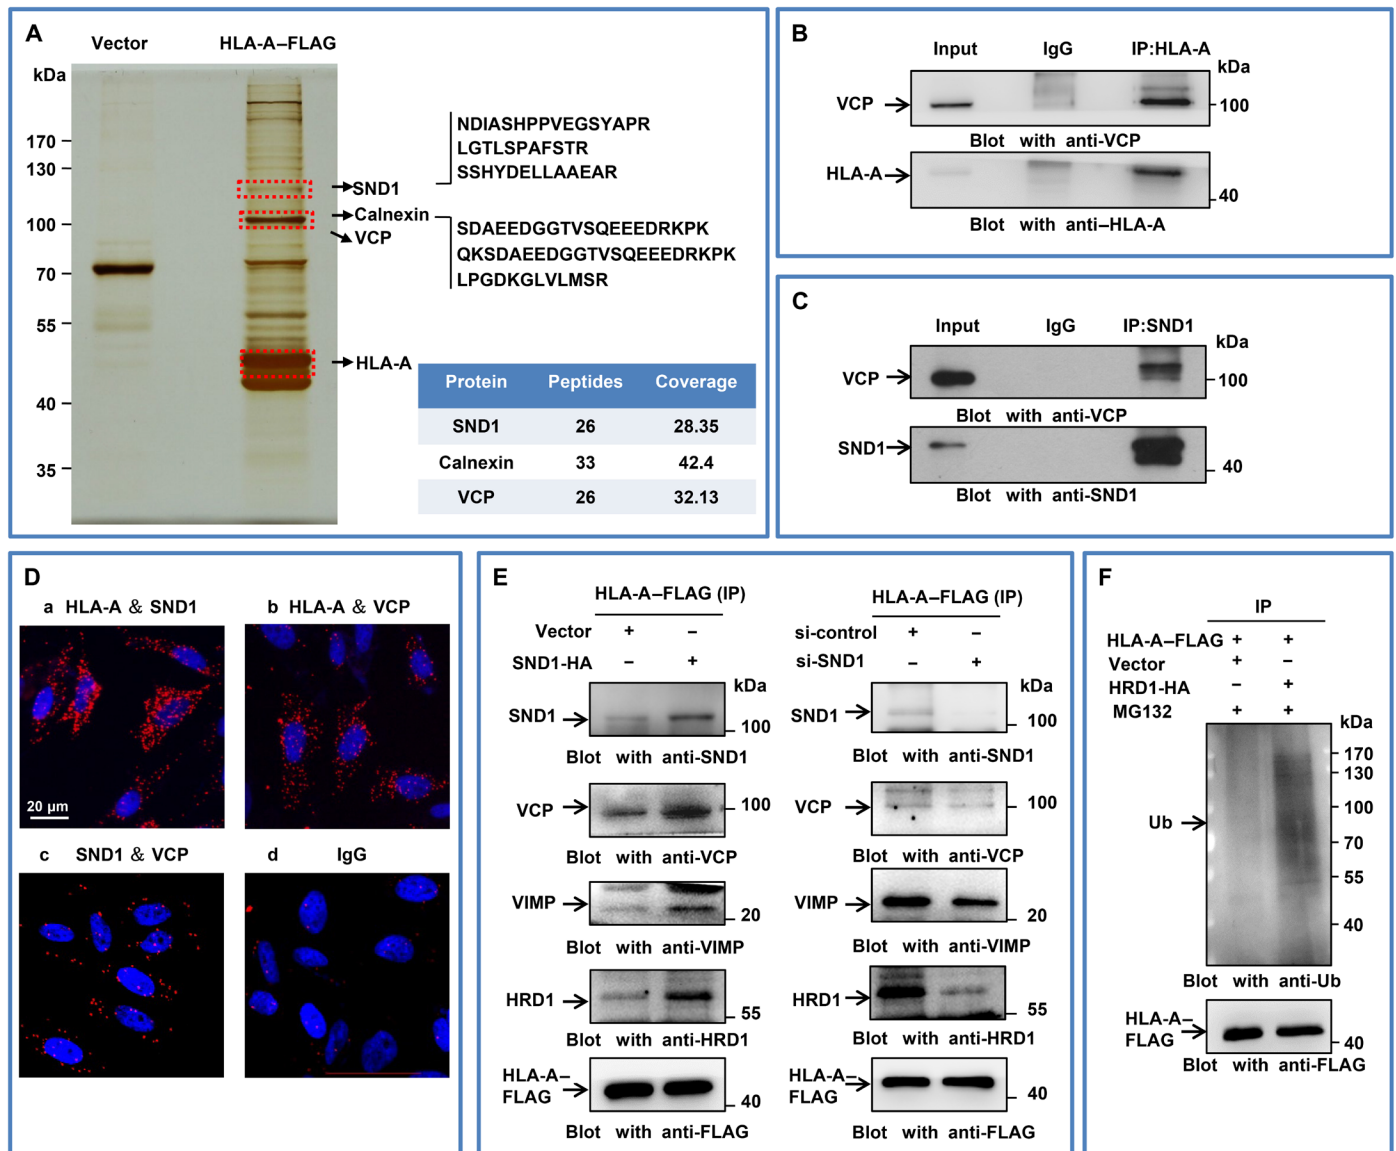 A
Vector HLA-A–FLAG
kDa
170
130
100
70
55
40
35
SND1
Calnexin
VCP
HLA-A
NDIASHPPVEGSYAPR
LGTLSPAFSTR
SSHYDELLAAEAR
SDAEEDGGTVSQEEEDRKPK
QKSDAEEDGGTVSQEEEDRKPK
LPGDKGLVLMSR
Protein Peptides Coverage
SND1 26 28.35
Calnexin 33 42.4
VCP 26 32.13
B
Input IgG IP:HLA-A
kDa
VCP 100
Blot with anti-VCP
HLA-A 40
Blot with anti–HLA-A
C
Input IgG IP:SND1
kDa
VCP 100
Blot with anti-VCP
SND1 40
Blot with anti-SND1
D
a HLA-A & SND1 b HLA-A & VCP
20 µm
c SND1 & VCP d IgG
E
HLA-A–FLAG (IP)
Vector + –
SND1-HA – +
kDa
SND1 100
Blot with anti-SND1
VCP 100
Blot with anti-VCP
VIMP 20
Blot with anti-VIMP
HRD1 55
Blot with anti-HRD1
HLA-A–
FLAG 40
Blot with anti-FLAG
HLA-A–FLAG (IP)
si-control + –
si-SND1 – +
kDa
SND1 100
Blot with anti-SND1
VCP 100
Blot with anti-VCP
VIMP 20
Blot with anti-VIMP
HRD1 55
Blot with anti-HRD1
HLA-A–
FLAG 40
Blot with anti-FLAG
F
IP
HLA-A–FLAG + +
Vector + –
HRD1-HA – +
MG132 + +
kDa
170
130
100
Ub
70
55
40
Blot with anti-Ub
HLA-A–
FLAG 40
Blot with anti-FLAG